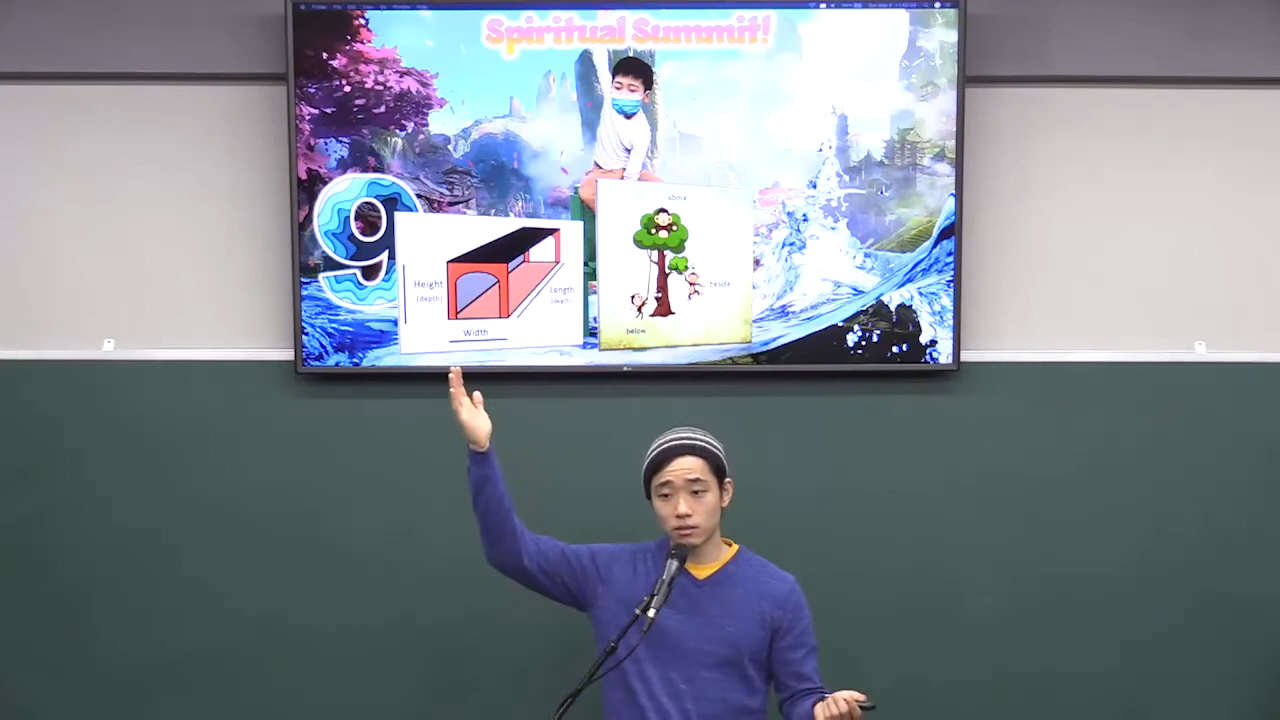 Spiritual Summit!
9
above
Height
(depth)
Length
(depth)
beside
Width
below